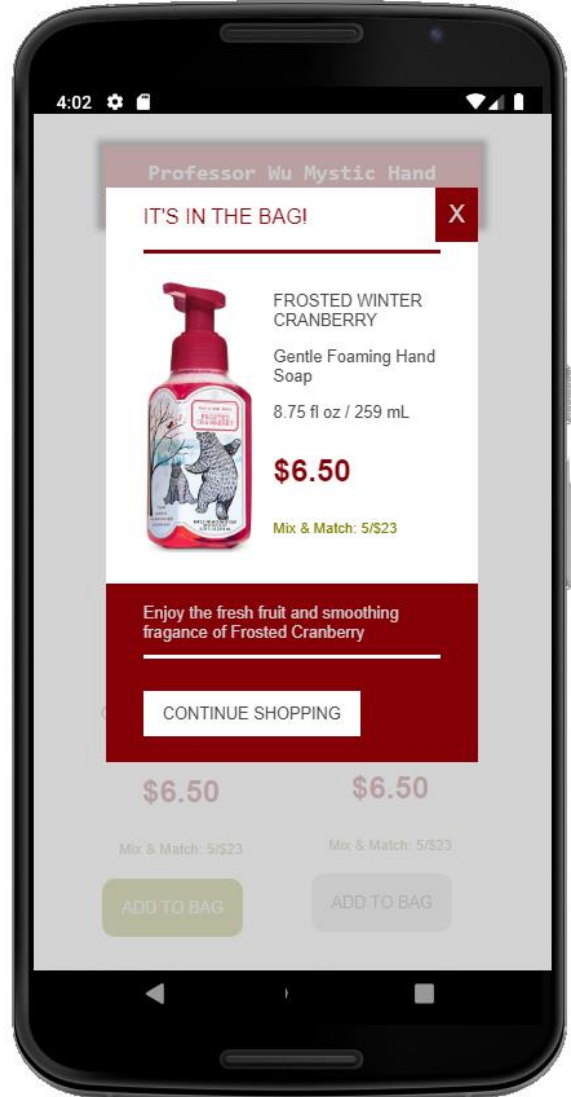 4:02
Professor Wu Mystic Hand
IT'S IN THE BAG!
X
FROSTED WINTER
CRANBERRY
Gentle Foaming Hand
Soap
8.75 fl oz / 259 mL
$6.50
Mix & Match: 5/$23
FROSTED
CRANBERRY
Enjoy the fresh fruit and smoothing
fragance of Frosted Cranberry
CONTINUE SHOPPING
$6.50
$6.50
Mix & Match: 5/$23
Mix & Match: 5/$23
ADD TO BAG
ADD TO BAG